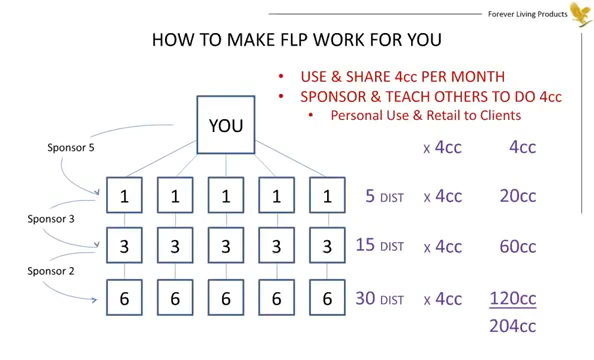 Forever Living Products
HOW TO MAKE FLP WORK FOR YOU
• USE & SHARE 4cc PER MONTH
• SPONSOR & TEACH OTHERS TO DO 4cc
• Personal Use & Retail to Clients
YOU
x 4cc 4cc
Sponsor 5
1 1 1 1 1 5 DIST x 4cc 20cc
Sponsor 3
3 3 3 3 3 15 DIST x 4cc 60cc
Sponsor 2
6 6 6 6 6 30 DIST x 4cc 120cc
204cc